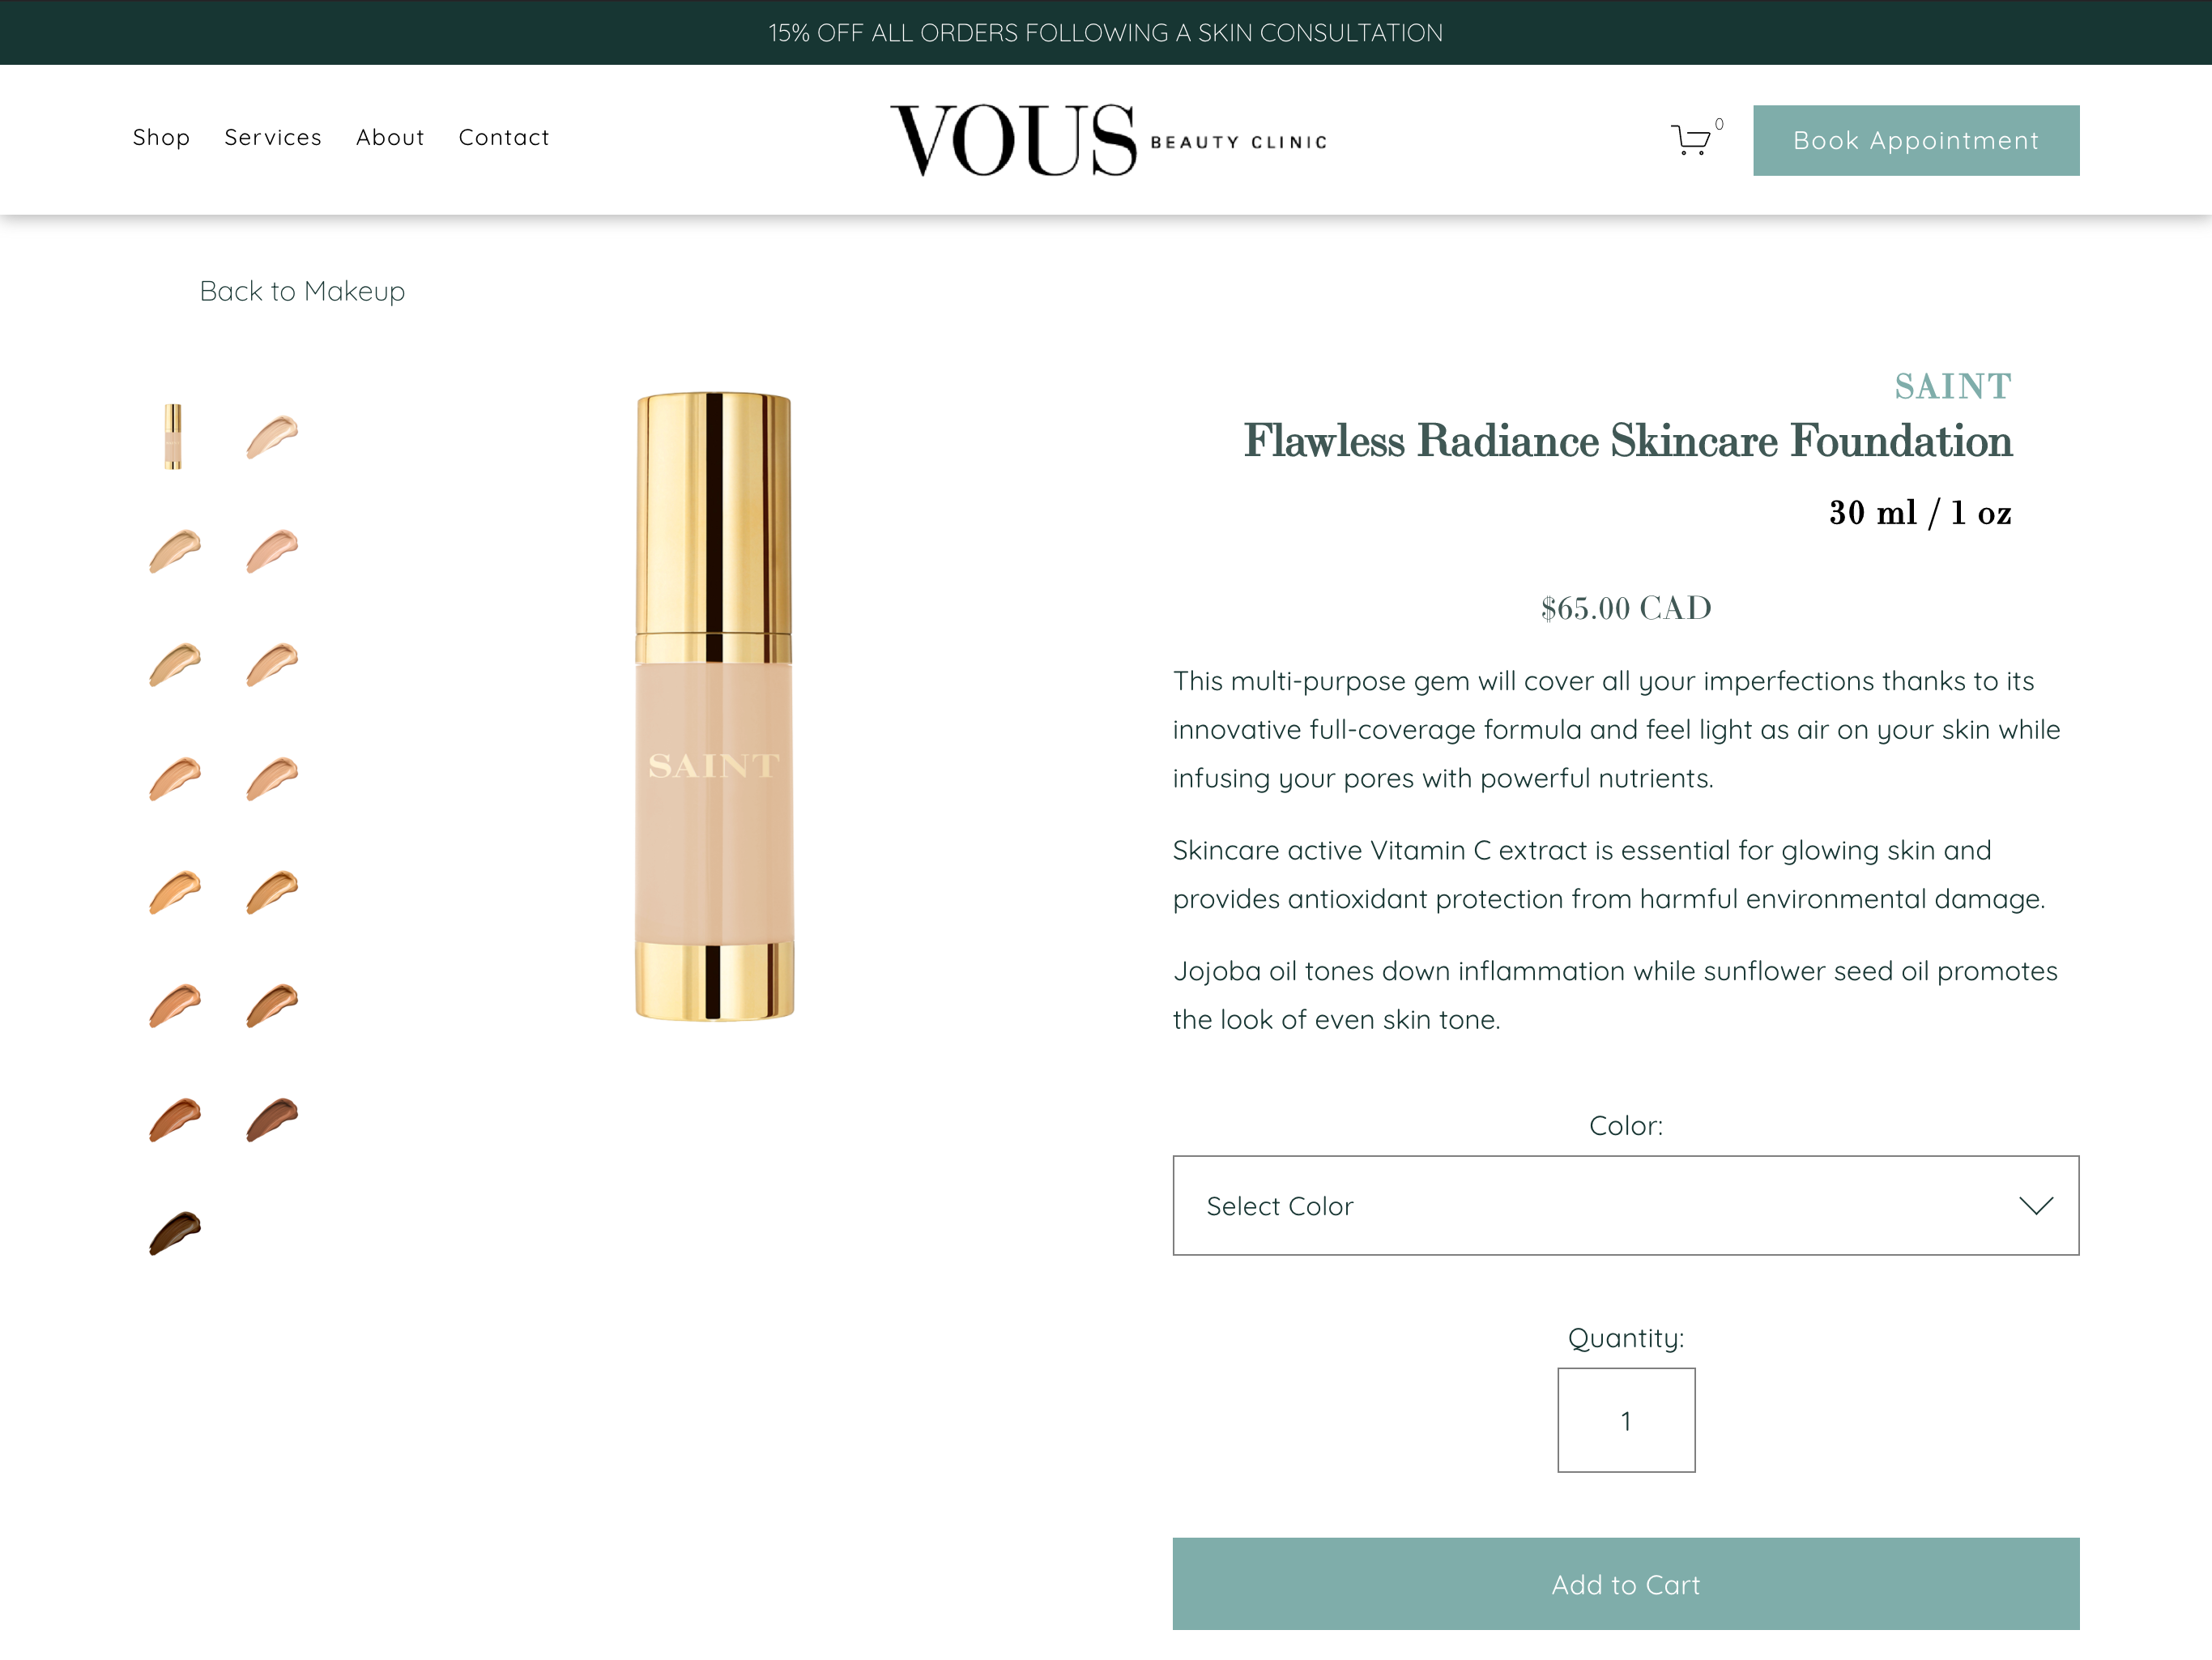 15% OFF ALL ORDERS FOLLOWING A SKIN CONSULTATION
Shop Services About Contact
VOUS BEAUTY CLINIC
0
Book Appointment
Back to Makeup
SAINT
Flawless Radiance Skincare Foundation
30 ml / 1 oz
$65.00 CAD
SAINT
This multi-purpose gem will cover all your imperfections thanks to its
innovative full-coverage formula and feel light as air on your skin while
infusing your pores with powerful nutrients.
Skincare active Vitamin C extract is essential for glowing skin and
provides antioxidant protection from harmful environmental damage.
Jojoba oil tones down inflammation while sunflower seed oil promotes
the look of even skin tone.
Color:
Select Color
Quantity:
1
Add to Cart